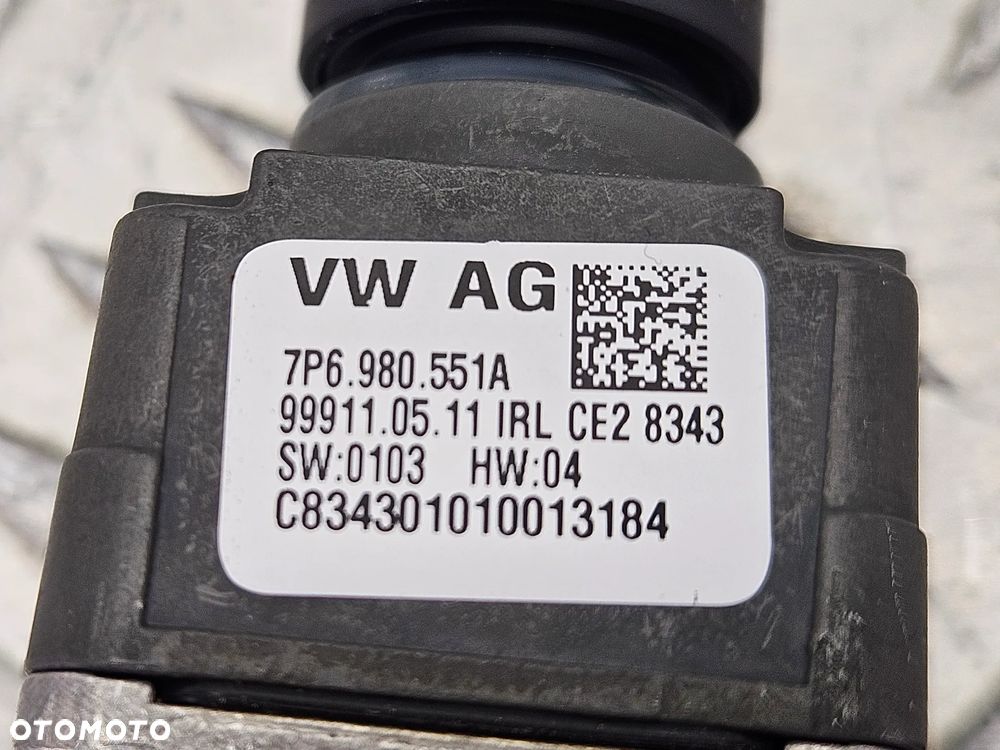 VW AG
7P6.980.551A
99911.05.11 IRL CE2 8343
SW:0103 HW:04
C834301010013184
OTOMOTO